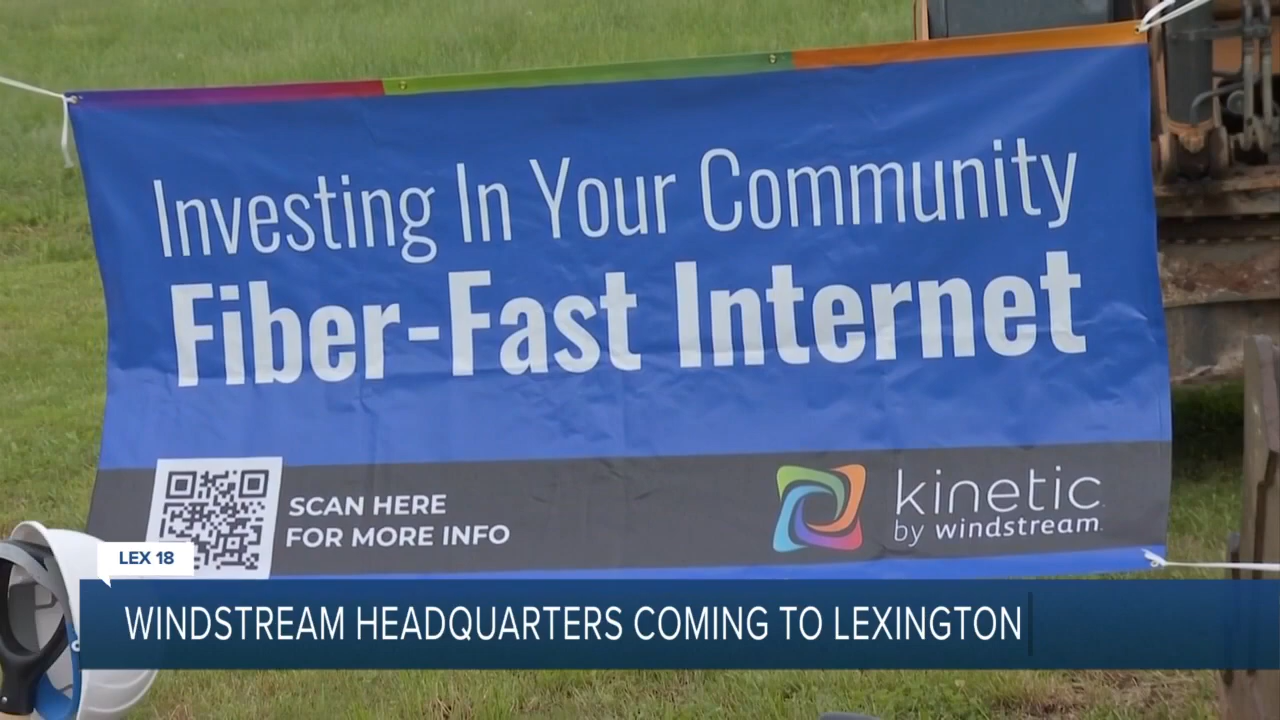 Investing In Your Community
Fiber-Fast Internet
SCAN HERE
FOR MORE INFO
kinetic
by windstream.
LEX 18
WINDSTREAM HEADQUARTERS COMING TO LEXINGTON